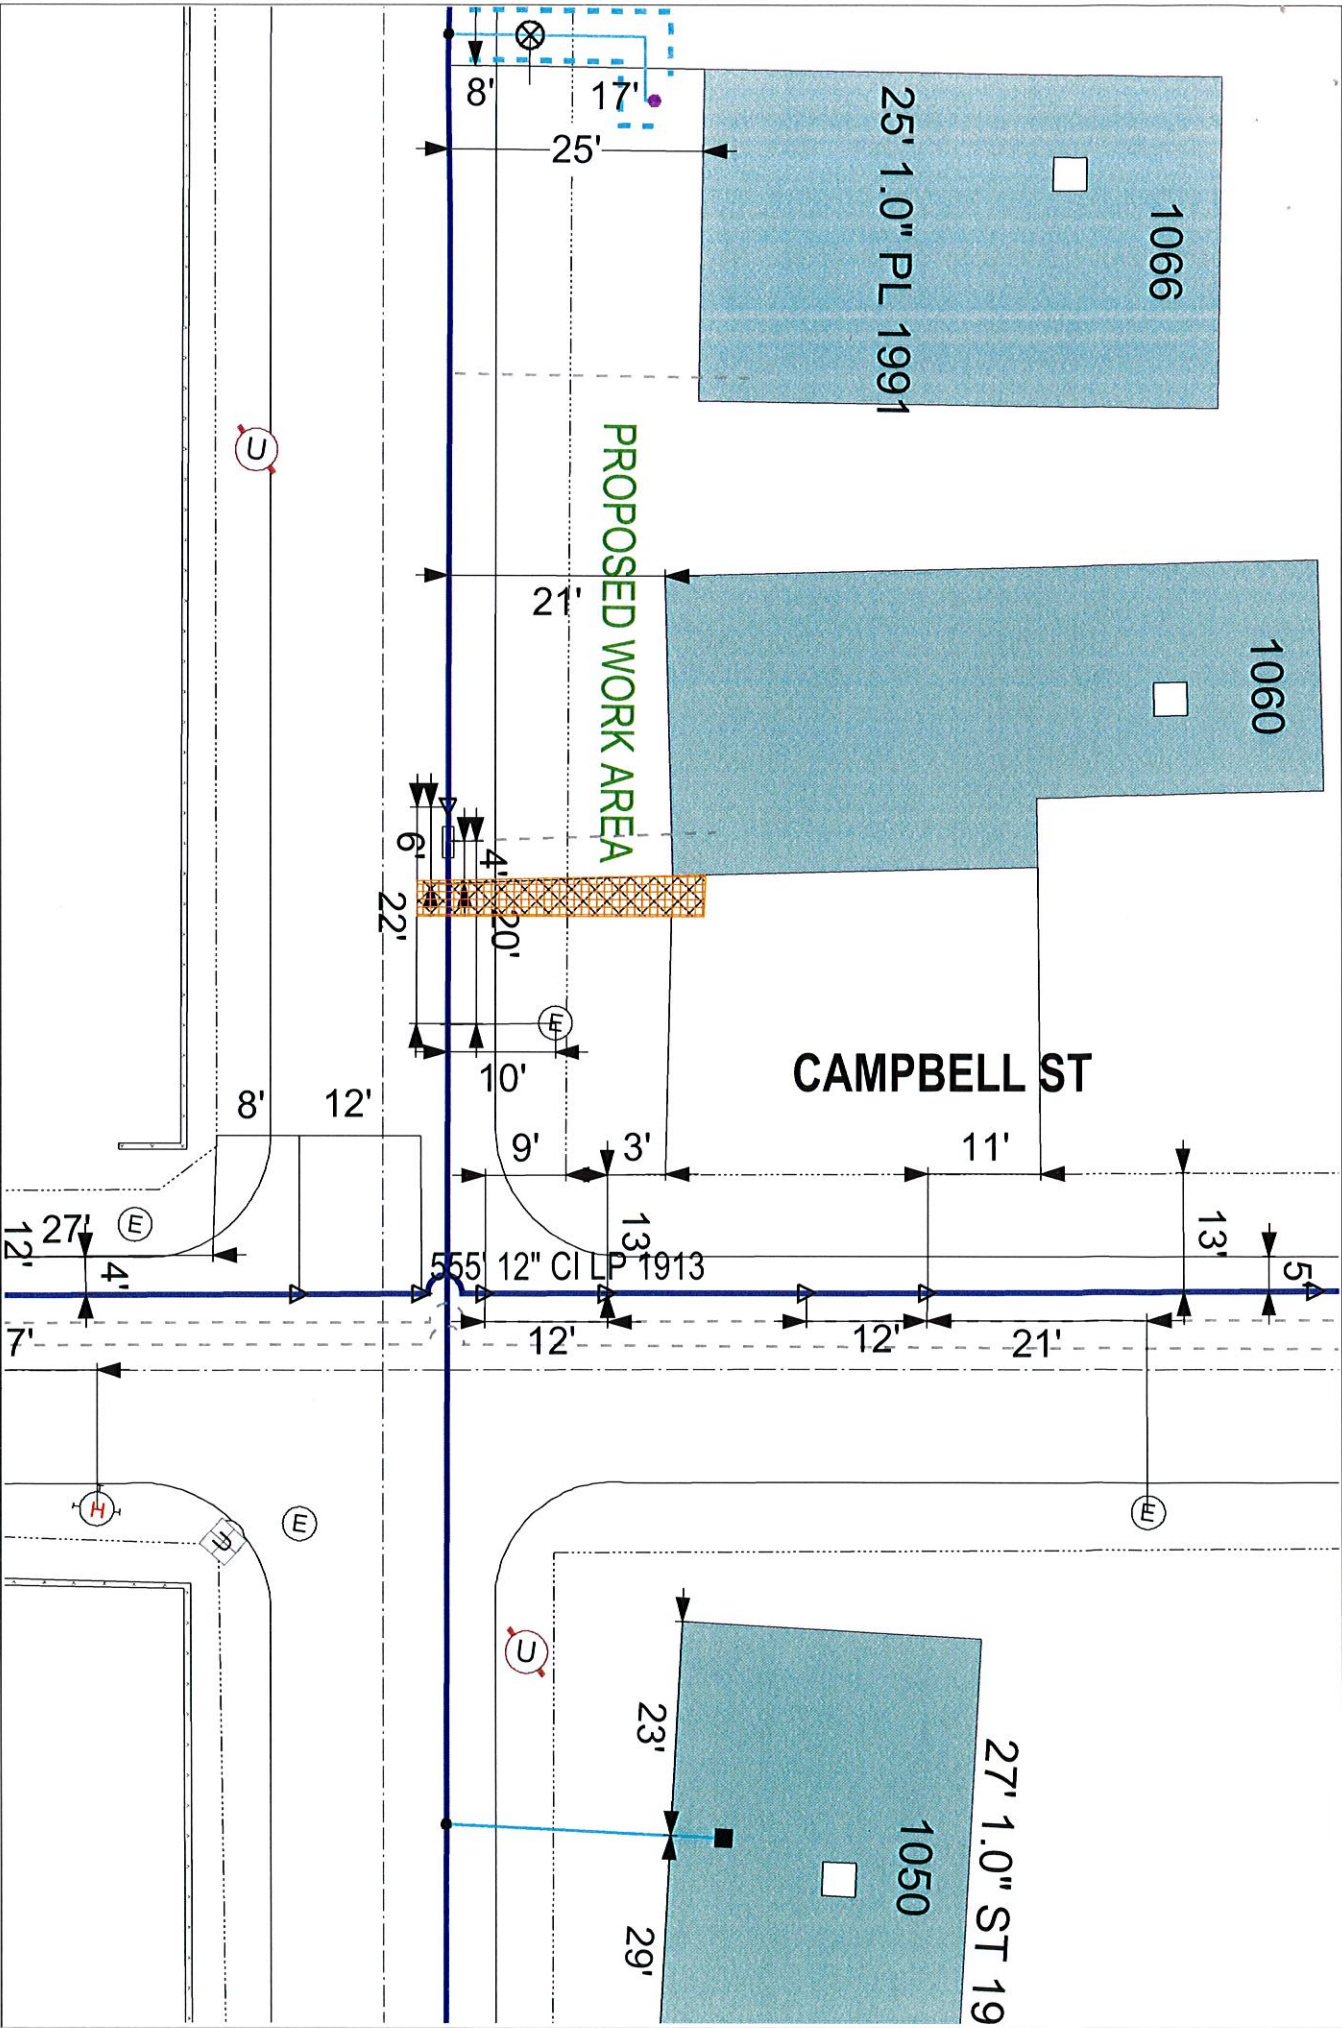 8'
17'
25'
25' 1.0" PL 1991
1066
U
PROPOSED WORK AREA
21'
1060
6'
4'
22'
20'
E
10'
CAMPBELL ST
8'
12'
9'
3'
11'
12'
27'
E
4'
13'
13'
5'
555' 12" CI LP 1913
7'
12'
12'
21'
H
U
E
E
U
23'
27' 1.0" ST 19
1050
29'